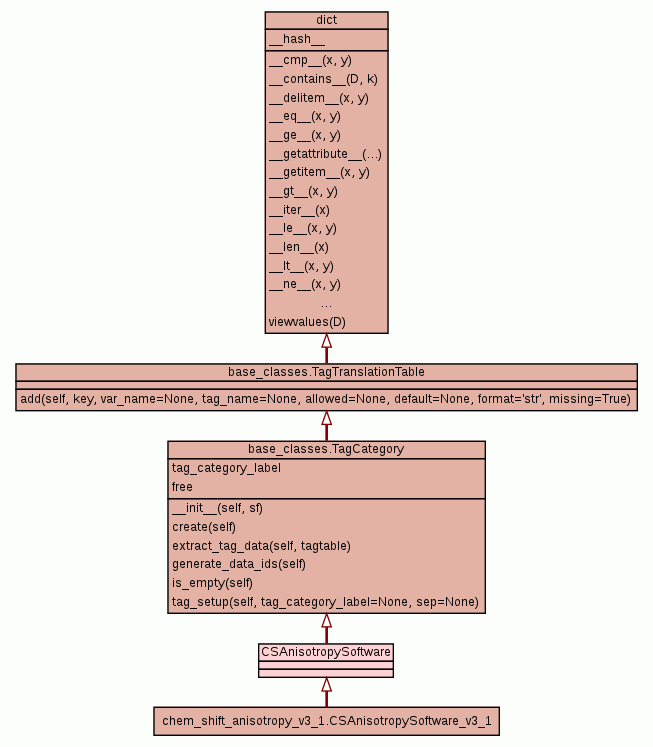 dict
__hash__
__cmp__(x, y)
__contains__(D, k)
__delitem__(x, y)
__eq__(x, y)
__ge__(x, y)
__getattribute__(...)
__getitem__(x, y)
__gt__(x, y)
__iter__(x)
__le__(x, y)
__len__(x)
__lt__(x, y)
__ne__(x, y)
...
viewvalues(D)
base_classes.TagTranslationTable
add(self, key, var_name=None, tag_name=None, allowed=None, default=None, format='str', missing=True)
base_classes.TagCategory
tag_category_label
free
__init__(self, sf)
create(self)
extract_tag_data(self, tagtable)
generate_data_ids(self)
is_empty(self)
tag_setup(self, tag_category_label=None, sep=None)
CSAnisotropySoftware
chem_shift_anisotropy_v3_1.CSAnisotropySoftware_v3_1